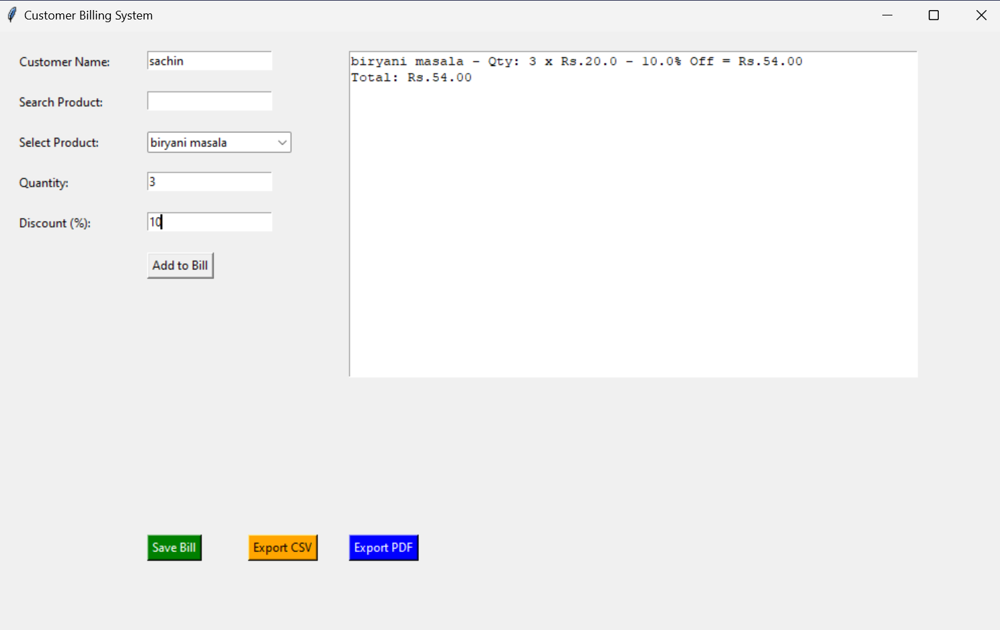 Customer Billing System
Customer Name: sachin
Search Product:
Select Product: biryani masala
Quantity: 3
Discount (%): 10
Add to Bill
biryani masala - Qty: 3 x Rs.20.0 - 10.0% Off = Rs.54.00
Total: Rs.54.00
Save Bill Export CSV Export PDF